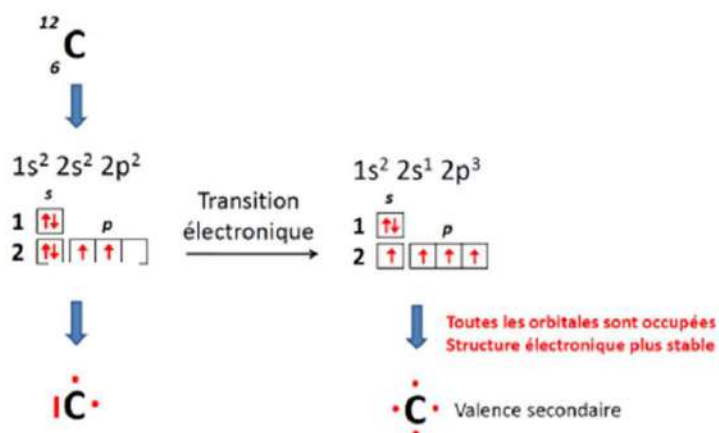 12
6 C
1s² 2s² 2p²
s
1 ↑↓ p
2 ↑↓ ↑ ↑
Transition
électronique
1s² 2s¹ 2p³
s
1 ↑↓ p
2 ↑ ↑ ↑ ↑
Toutes les orbitales sont occupées
Structure électronique plus stable
C
C Valence secondaire